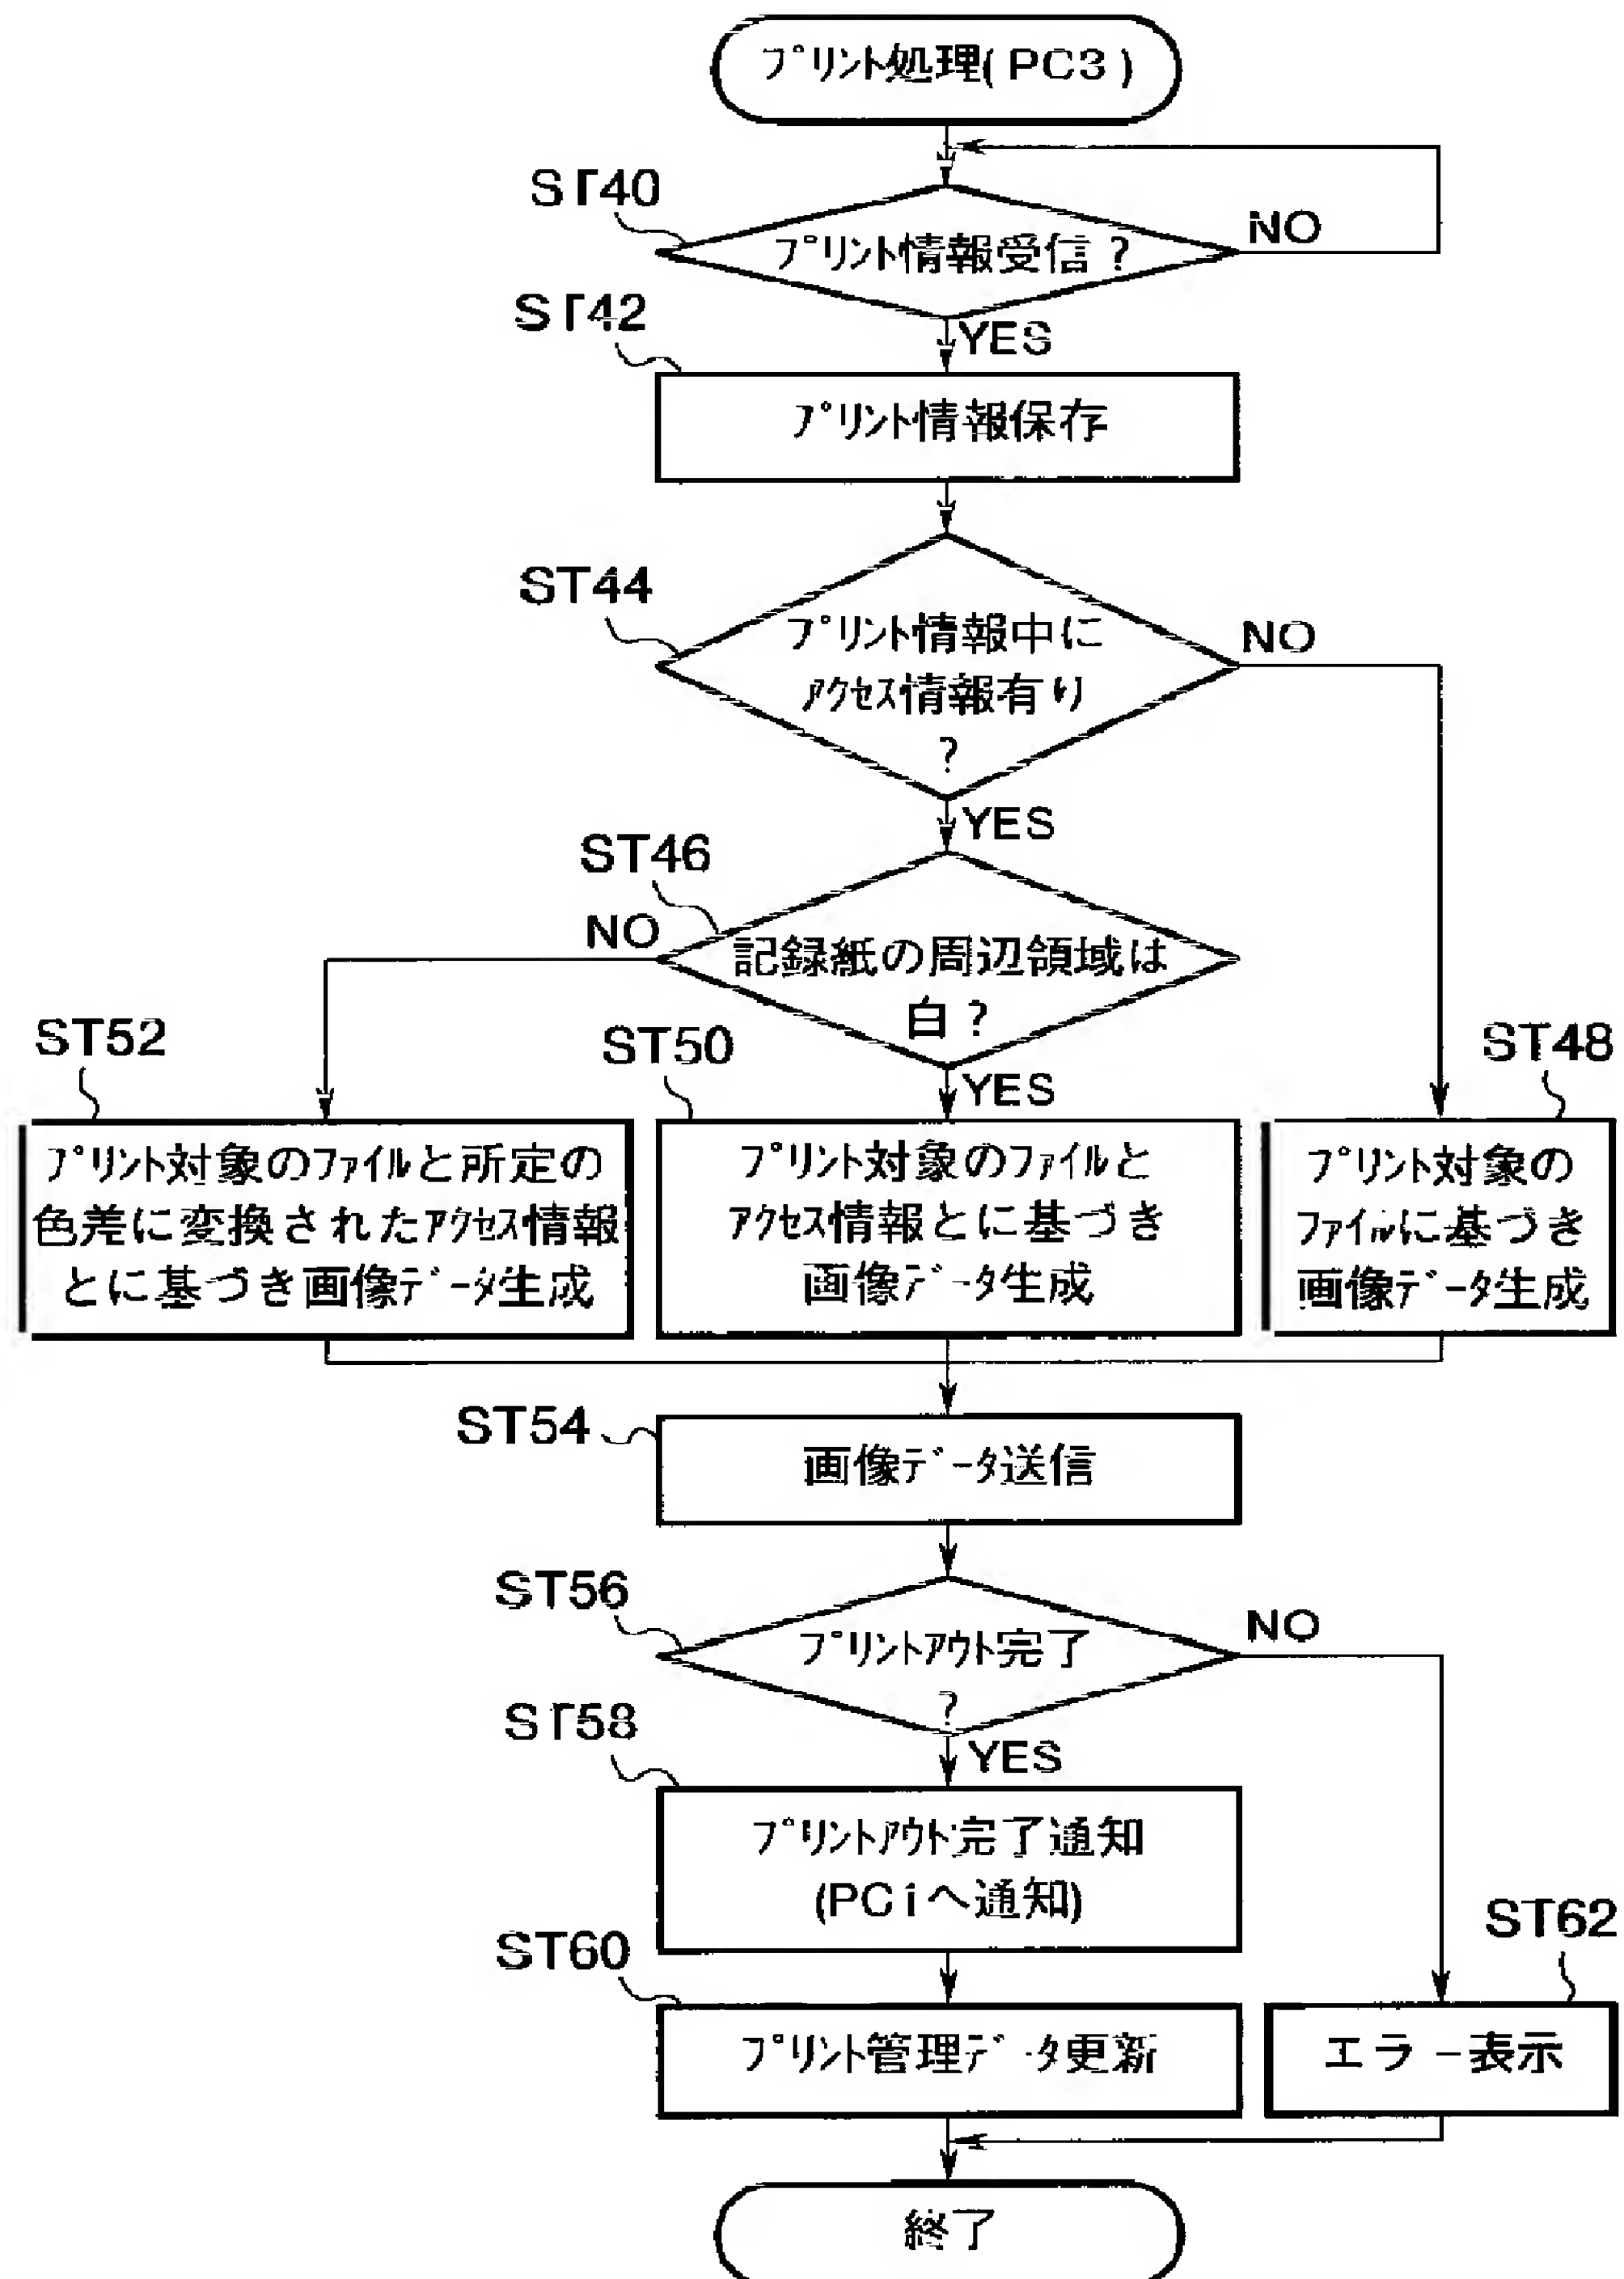 プリント処理(PC3)
ST40
プリント情報受信?
NO
ST42
YES
プリント情報保存
ST44
プリント情報中に
アクセス情報有り
?
NO
YES
ST46
NO
記録紙の周辺領域は
白?
ST52
ST50
YES
ST48
プリント対象のファイルと所定の
色差に変換されたアクセス情報
とに基づき画像データ生成
プリント対象のファイルと
アクセス情報とに基づき
画像データ生成
プリント対象の
ファイルに基づき
画像データ生成
ST54
画像データ送信
ST56
プリントアウト完了
?
NO
ST58
YES
プリントアウト完了通知
(PCiへ通知)
ST60
ST62
プリント管理データ更新
エラー表示
終了